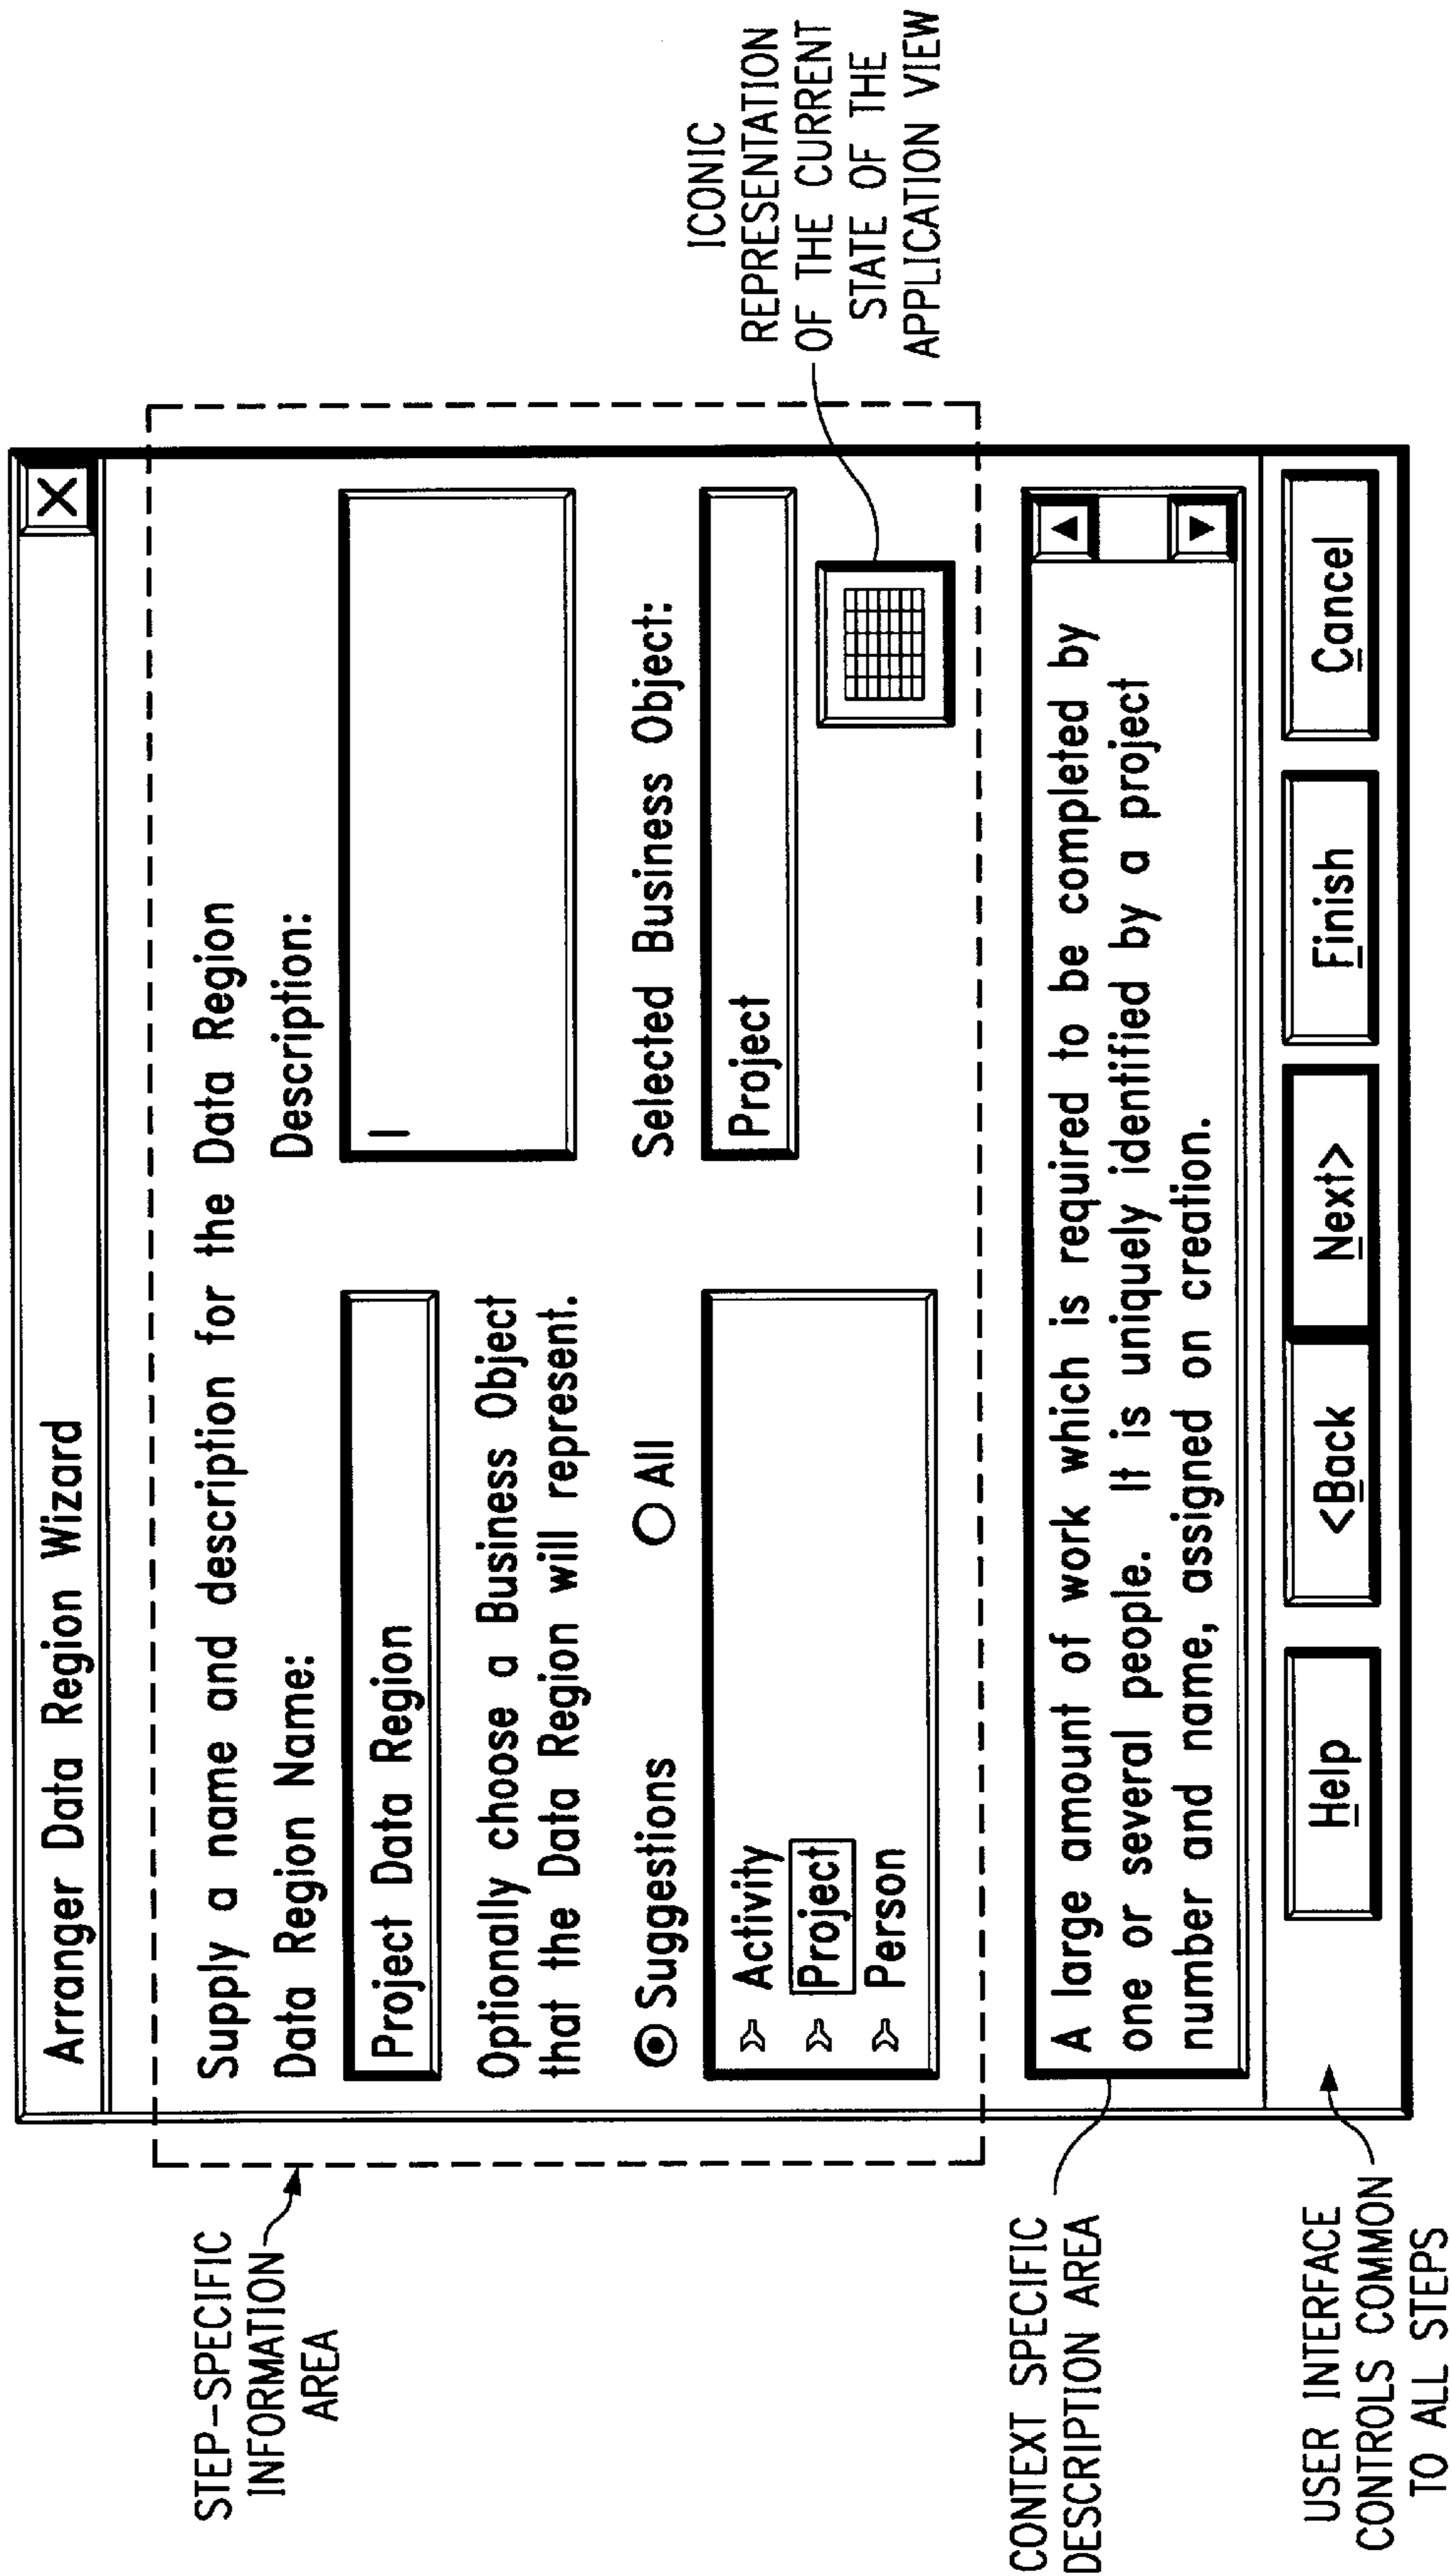 Arranger Data Region Wizard
X
STEP-SPECIFIC
INFORMATION
AREA
Supply a name and description for the Data Region
Data Region Name:
Description:
Project Data Region
Optionally choose a Business Object
that the Data Region will represent.
Suggestions
All
Selected Business Object:
Activity
Project
Person
Project
ICONIC
REPRESENTATION
OF THE CURRENT
STATE OF THE
APPLICATION VIEW
CONTEXT SPECIFIC
DESCRIPTION AREA
A large amount of work which is required to be completed by
one or several people. It is uniquely identified by a project
number and name, assigned on creation.
USER INTERFACE
CONTROLS COMMON
TO ALL STEPS
Help
<Back
Next>
Finish
Cancel